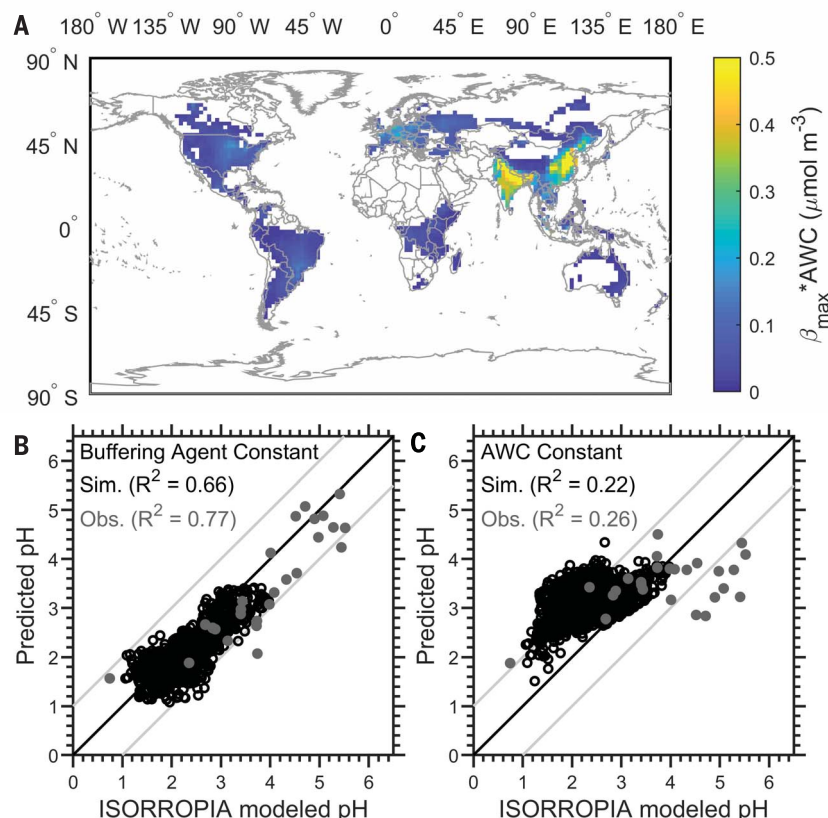 A
180° W 135° W 90° W 45° W 0° 45° E 90° E 135° E 180° E
90° N
45° N
0°
45° S
90° S
0.5
0.4
0.3
0.2
0.1
0
βmax*AWC (μmol m-3)
B
Buffering Agent Constant
Sim. (R2 = 0.66)
Obs. (R2 = 0.77)
Predicted pH
6
5
4
3
2
1
0
0 1 2 3 4 5 6
ISORROPIA modeled pH
C
AWC Constant
Sim. (R2 = 0.22)
Obs. (R2 = 0.26)
Predicted pH
6
5
4
3
2
1
0
0 1 2 3 4 5 6
ISORROPIA modeled pH